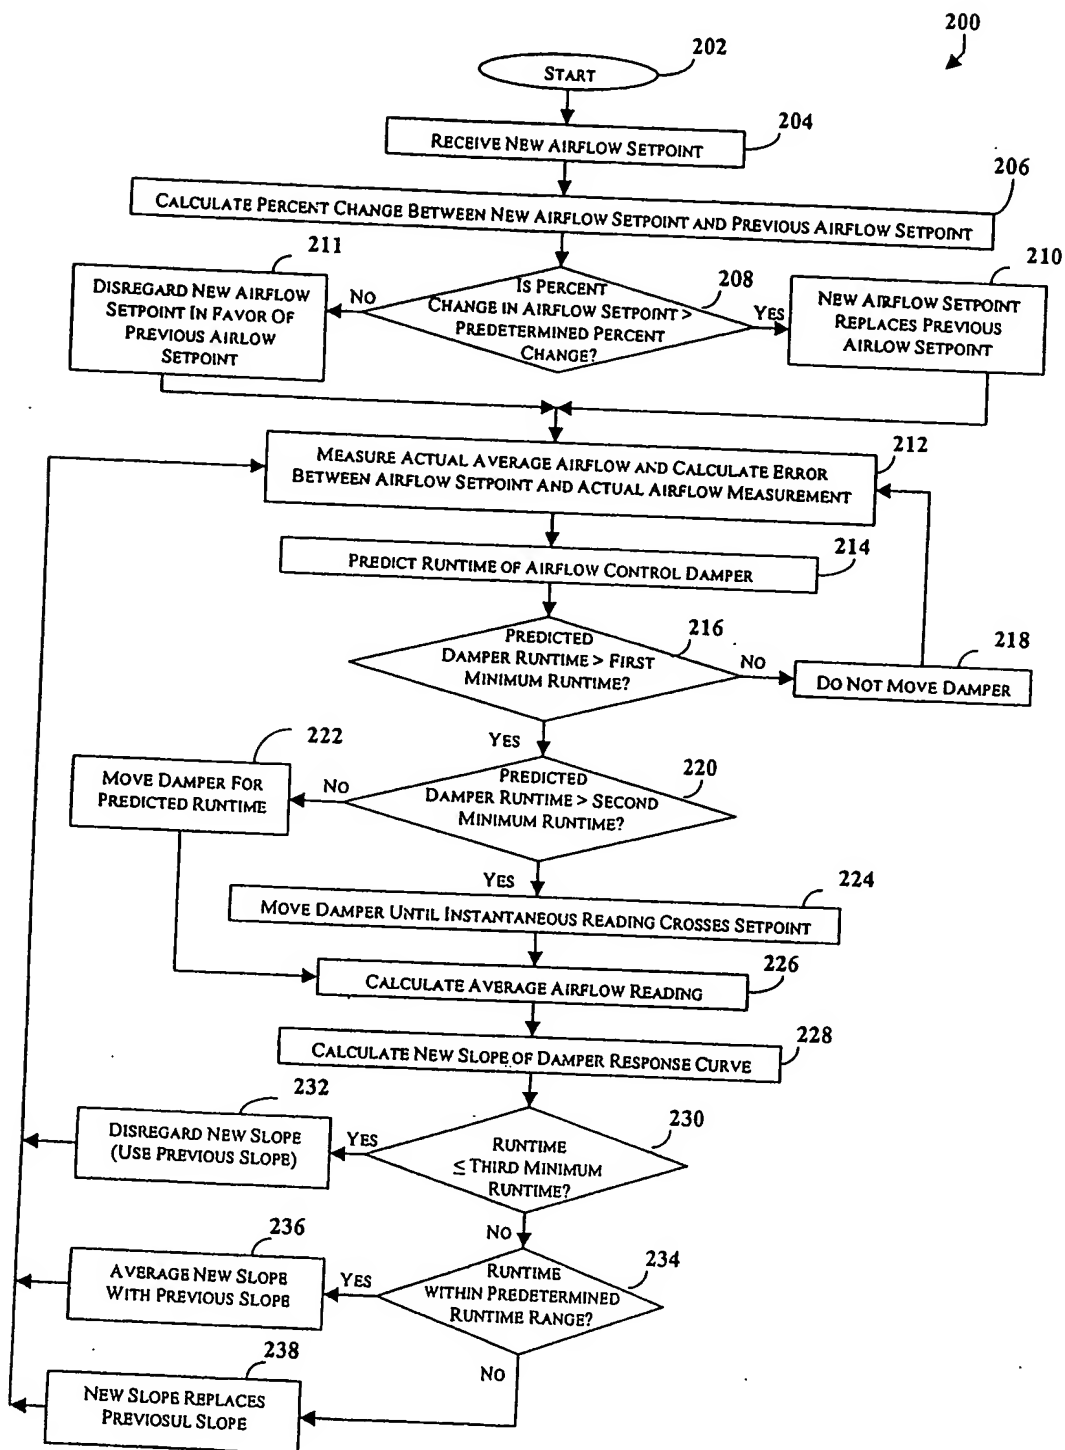 200
202
START
204
RECEIVE NEW AIRFLOW SETPOINT
206
CALCULATE PERCENT CHANGE BETWEEN NEW AIRFLOW SETPOINT AND PREVIOUS AIRFLOW SETPOINT
211
DISREGARD NEW AIRFLOW
SETPOINT IN FAVOR OF
PREVIOUS AIRLOW
SETPOINT
NO
IS PERCENT
CHANGE IN AIRFLOW SETPOINT >
PREDETERMINED PERCENT
CHANGE?
208
YES
210
NEW AIRFLOW SETPOINT
REPLACES PREVIOUS
AIRLOW SETPOINT
212
MEASURE ACTUAL AVERAGE AIRFLOW AND CALCULATE ERROR
BETWEEN AIRFLOW SETPOINT AND ACTUAL AIRFLOW MEASUREMENT
214
PREDICT RUNTIME OF AIRFLOW CONTROL DAMPER
216
PREDICTED
DAMPER RUNTIME > FIRST
MINIMUM RUNTIME?
NO
218
DO NOT MOVE DAMPER
YES
222
MOVE DAMPER FOR
PREDICTED RUNTIME
NO
220
PREDICTED
DAMPER RUNTIME > SECOND
MINIMUM RUNTIME?
YES
224
MOVE DAMPER UNTIL INSTANTANEOUS READING CROSSES SETPOINT
226
CALCULATE AVERAGE AIRFLOW READING
228
CALCULATE NEW SLOPE OF DAMPER RESPONSE CURVE
232
DISREGARD NEW SLOPE
(USE PREVIOUS SLOPE)
YES
230
RUNTIME
≤ THIRD MINIMUM
RUNTIME?
NO
236
AVERAGE NEW SLOPE
WITH PREVIOUS SLOPE
YES
234
RUNTIME
WITHIN PREDETERMINED
RUNTIME RANGE?
NO
238
NEW SLOPE REPLACES
PREVIOSUL SLOPE